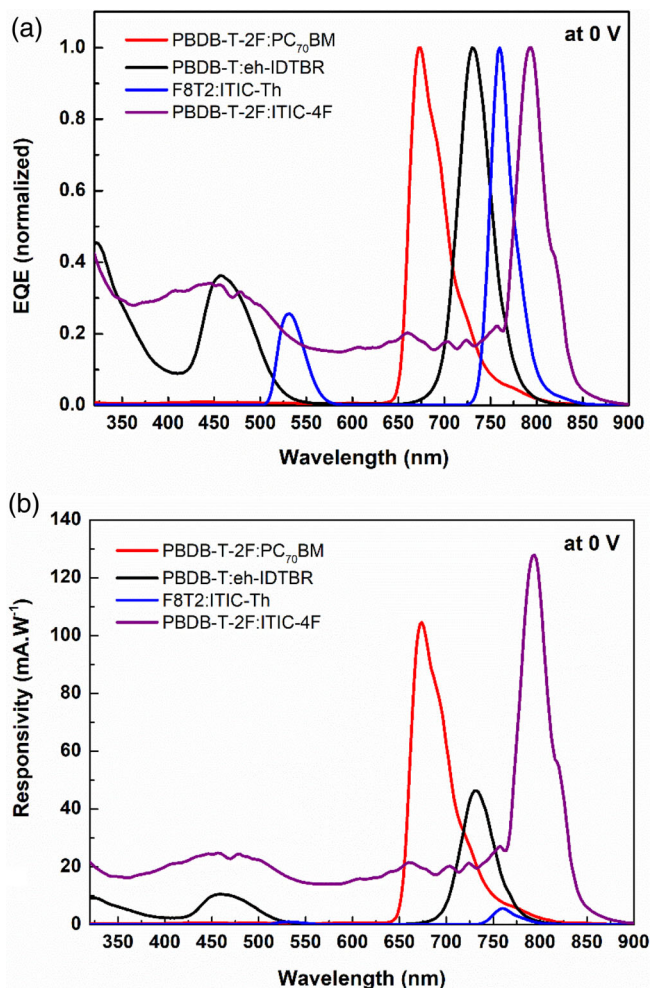 (a)
at 0 V
PBDB-T-2F:PC₇₀BM
PBDB-T:eh-IDTBR
F8T2:ITIC-Th
PBDB-T-2F:ITIC-4F
EQE (normalized)
1.0
0.8
0.6
0.4
0.2
0.0
350 400 450 500 550 600 650 700 750 800 850 900
Wavelength (nm)
(b)
at 0 V
PBDB-T-2F:PC₇₀BM
PBDB-T:eh-IDTBR
F8T2:ITIC-Th
PBDB-T-2F:ITIC-4F
Responsivity (mA.W⁻¹)
140
120
100
80
60
40
20
0
350 400 450 500 550 600 650 700 750 800 850 900
Wavelength (nm)